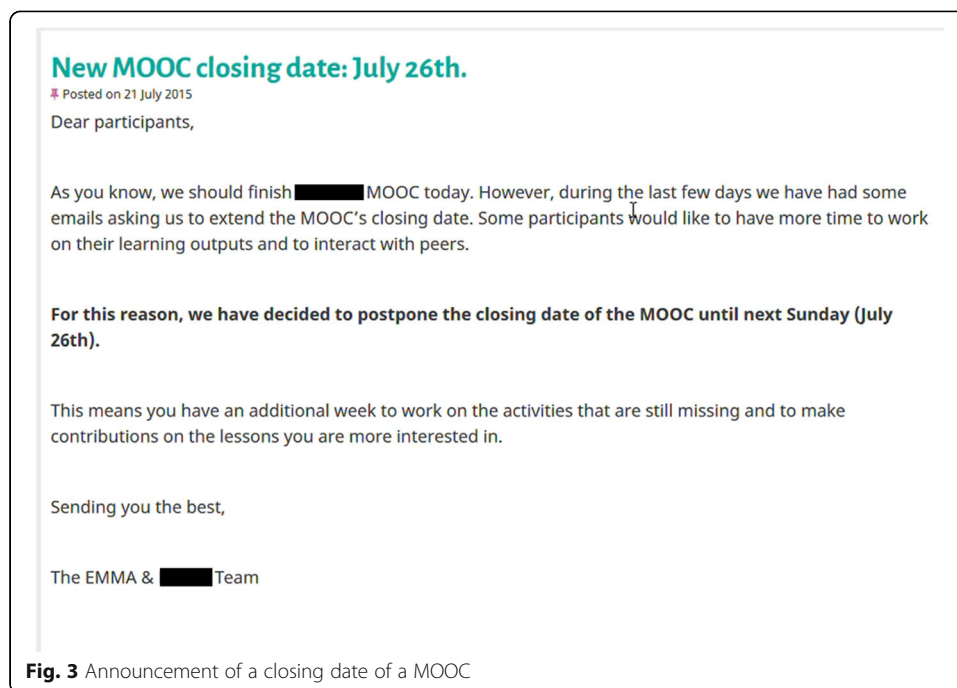 New MOOC closing date: July 26th.
Posted on 21 July 2015
Dear participants,
As you know, we should finish MOOC today. However, during the last few days we have had some
emails asking us to extend the MOOC's closing date. Some participants would like to have more time to work
on their learning outputs and to interact with peers.
For this reason, we have decided to postpone the closing date of the MOOC until next Sunday (July
26th).
This means you have an additional week to work on the activities that are still missing and to make
contributions on the lessons you are more interested in.
Sending you the best,
The EMMA & Team
Fig. 3 Announcement of a closing date of a MOOC